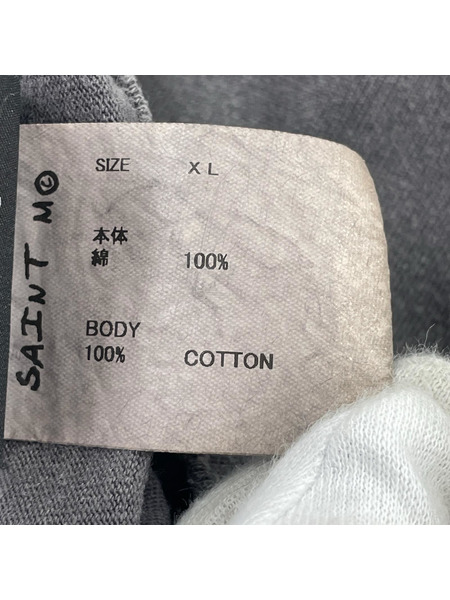 SAINT M©
SIZE XL
本体
綿 100%
BODY
100% COTTON